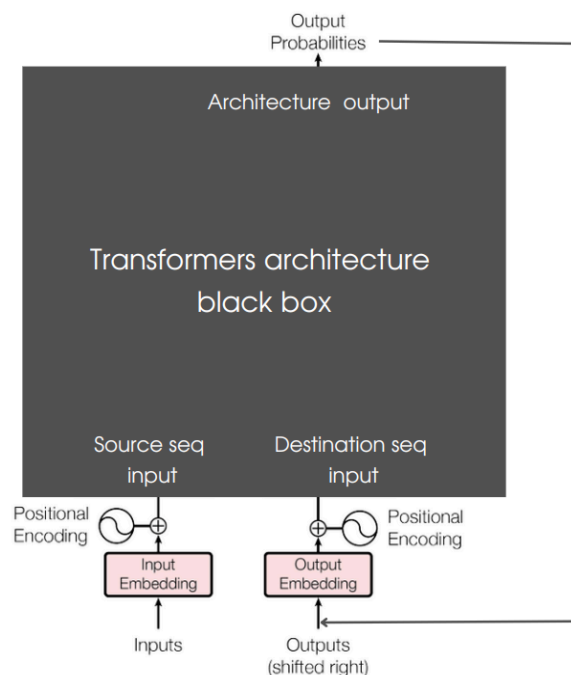 Output
Probabilities
Architecture output
Transformers architecture
black box
Source seq
input
Destination seq
input
Positional
Encoding
Positional
Encoding
Input
Embedding
Output
Embedding
Inputs
Outputs
(shifted right)